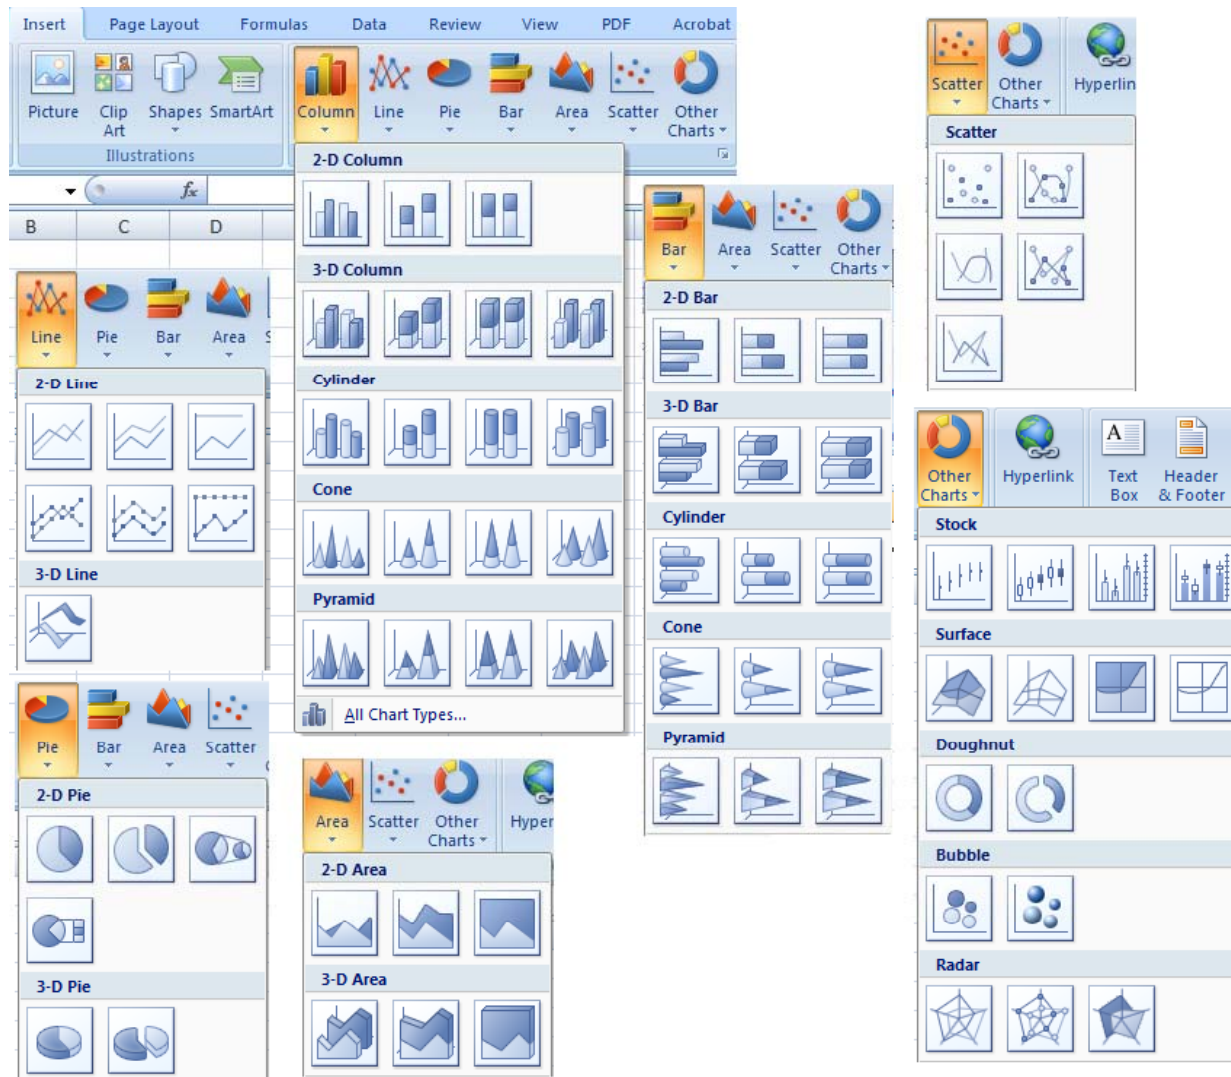 Insert Page Layout Formulas Data Review View PDF Acrobat
Picture Clip Art Shapes SmartArt Column Line Pie Bar Area Scatter Other Charts
Illustrations
fx
B C D
2-D Column
3-D Column
Cylinder
Cone
Pyramid
All Chart Types...
Line Pie Bar Area S
2-D Line
3-D Line
Pie Bar Area Scatter
2-D Pie
3-D Pie
Area Scatter Other Charts Hyper
2-D Area
3-D Area
Bar Area Scatter Other Charts
2-D Bar
3-D Bar
Cylinder
Cone
Pyramid
Scatter Other Charts Hyperlin
Scatter
Other Charts Hyperlink A Text Box Header & Footer
Stock
Surface
Doughnut
Bubble
Radar